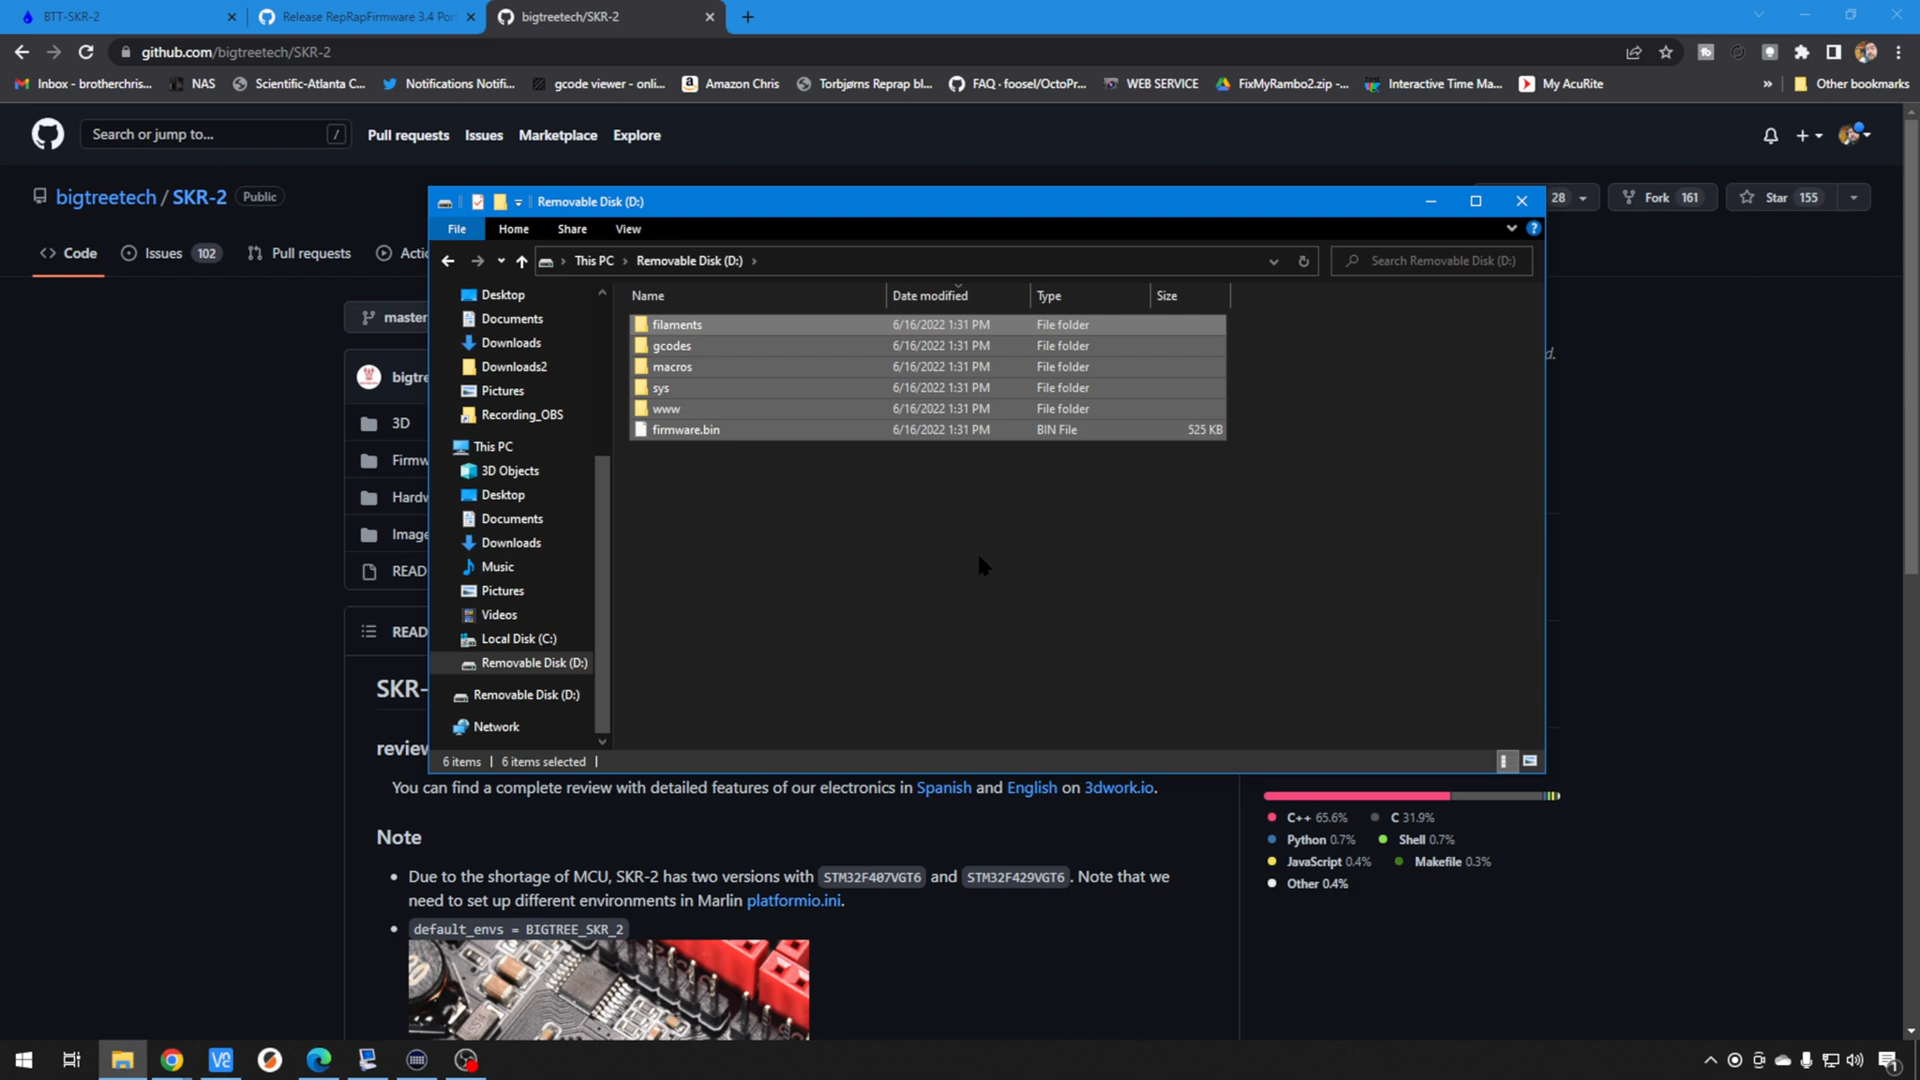 BTT-SKR-2
Release RepRapFirmware 3.4 Por
bigtreetech/SKR-2
github.com/bigtreetech/SKR-2
Inbox - brotherchris...
NAS
Scientific-Atlanta C...
Notifications Notifi...
gcode viewer - onli...
Amazon Chris
Torbjørns Reprap bl...
FAQ · foosel/OctoPr...
WEB SERVICE
FixMyRambo2.zip -...
Interactive Time Ma...
My AcuRite
»
Other bookmarks
Search or jump to...
/
Pull requests
Issues
Marketplace
Explore
bigtreetech / SKR-2
Public
28
Fork 161
Star 155
Code
Issues 102
Pull requests
Actio
Removable Disk (D:)
File
Home
Share
View
This PC > Removable Disk (D:) >
Search Removable Disk (D:)
Desktop
Documents
Downloads
Downloads2
Pictures
Recording_OBS
This PC
3D Objects
Desktop
Documents
Downloads
Music
Pictures
Videos
Local Disk (C:)
Removable Disk (D:)
Removable Disk (D:)
Network
Name Date modified Type Size
filaments 6/16/2022 1:31 PM File folder
gcodes 6/16/2022 1:31 PM File folder
macros 6/16/2022 1:31 PM File folder
sys 6/16/2022 1:31 PM File folder
www 6/16/2022 1:31 PM File folder
firmware.bin 6/16/2022 1:31 PM BIN File 525 KB
6 items | 6 items selected |
master
bigtre
3D
Firmw
Hardw
Image
READ
d.
READ
SKR-
review
You can find a complete review with detailed features of our electronics in Spanish and English on 3dwork.io.
Note
• Due to the shortage of MCU, SKR-2 has two versions with STM32F407VGT6 and STM32F429VGT6. Note that we
need to set up different environments in Marlin platformio.ini.
• default_envs = BIGTREE_SKR_2
C++ 65.6%
C 31.9%
Python 0.7%
Shell 0.7%
JavaScript 0.4%
Makefile 0.3%
Other 0.4%
1